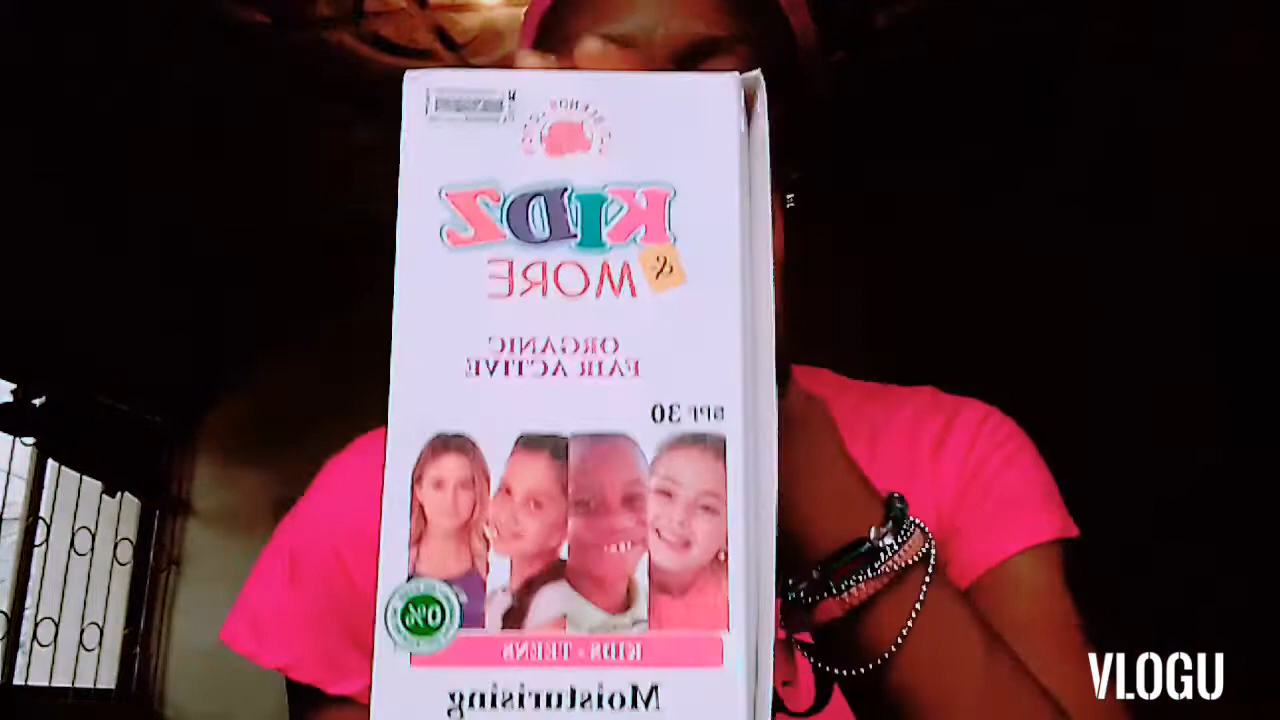 KIDZ
& MORE
ORGANIC
FAIR ACTIVE
SPF 30
0%
KIDS - TEENS
Moisturising
VLOGU